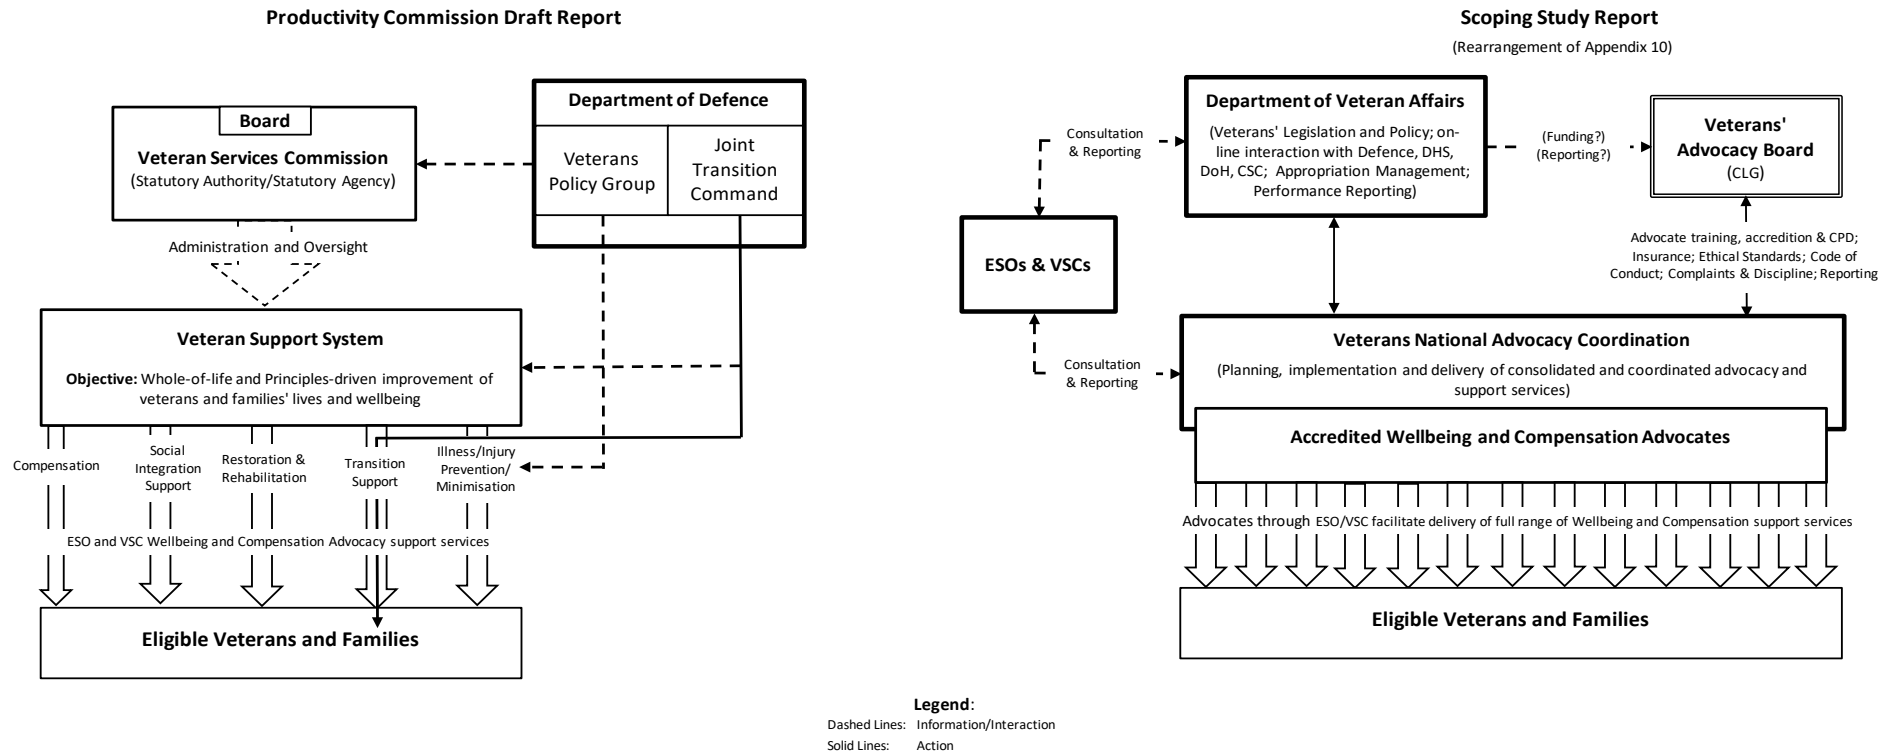 Productivity Commission Draft Report
Department of Defence
Board
Veteran Services Commission
(Statutory Authority/Statutory Agency)
Veterans
Policy Group
Joint
Transition
Command
Administration and Oversight
Veteran Support System
Objective: Whole-of-life and Principles-driven improvement of
veterans and families' lives and wellbeing
Compensation
Social
Integration
Support
Restoration &
Rehabilitation
Transition
Support
Illness/Injury
Prevention/
Minimisation
ESO and VSC Wellbeing and Compensation Advocacy support services
Eligible Veterans and Families
Scoping Study Report
(Rearrangement of Appendix 10)
Department of Veteran Affairs
(Veterans' Legislation and Policy; on-
line interaction with Defence, DHS,
DoH, CSC; Appropriation Management;
Performance Reporting)
Consultation
& Reporting
(Funding?)
(Reporting?)
Veterans'
Advocacy Board
(CLG)
ESOs & VSCs
Advocate training, accredition & CPD;
Insurance; Ethical Standards; Code of
Conduct; Complaints & Discipline; Reporting
Consultation
& Reporting
Veterans National Advocacy Coordination
(Planning, implementation and delivery of consolidated and coordinated advocacy and
support services)
Accredited Wellbeing and Compensation Advocates
Advocates through ESO/VSC facilitate delivery of full range of Wellbeing and Compensation support services
Eligible Veterans and Families
Legend:
Dashed Lines: Information/Interaction
Solid Lines: Action